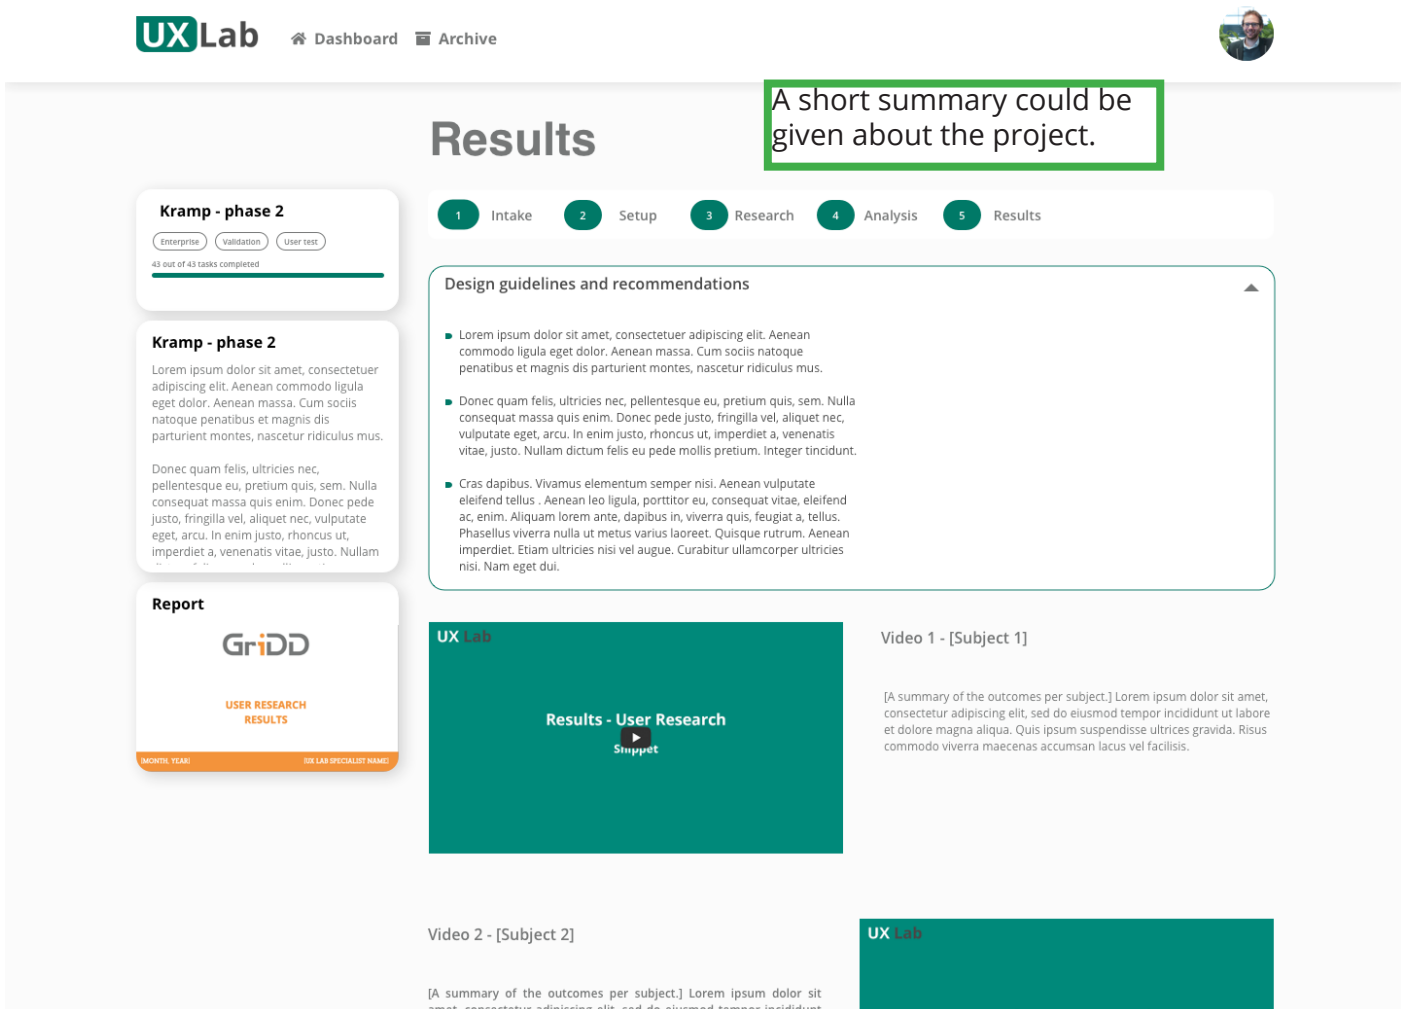 UX Lab
Dashboard
Archive
A short summary could be
given about the project.
Results
Kramp - phase 2
Enterprise
Validation
User test
43 out of 43 tasks completed
1 Intake
2 Setup
3 Research
4 Analysis
5 Results
Kramp - phase 2
Lorem ipsum dolor sit amet, consectetuer
adipiscing elit. Aenean commodo ligula
eget dolor. Aenean massa. Cum sociis
natoque penatibus et magnis dis
parturient montes, nascetur ridiculus mus.
Donec quam felis, ultricies nec,
pellentesque eu, pretium quis, sem. Nulla
consequat massa quis enim. Donec pede
justo, fringilla vel, aliquet nec, vulputate
eget, arcu. In enim justo, rhoncus ut,
imperdiet a, venenatis vitae, justo. Nullam
Report
GriDD
USER RESEARCH
RESULTS
[MONTH, YEAR]
[UX LAB SPECIALIST NAME]
Design guidelines and recommendations
Lorem ipsum dolor sit amet, consectetuer adipiscing elit. Aenean
commodo ligula eget dolor. Aenean massa. Cum sociis natoque
penatibus et magnis dis parturient montes, nascetur ridiculus mus.
Donec quam felis, ultricies nec, pellentesque eu, pretium quis, sem. Nulla
consequat massa quis enim. Donec pede justo, fringilla vel, aliquet nec,
vulputate eget, arcu. In enim justo, rhoncus ut, imperdiet a, venenatis
vitae, justo. Nullam dictum felis eu pede mollis pretium. Integer tincidunt.
Cras dapibus. Vivamus elementum semper nisi. Aenean vulputate
eleifend tellus . Aenean leo ligula, porttitor eu, consequat vitae, eleifend
ac, enim. Aliquam lorem ante, dapibus in, viverra quis, feugiat a, tellus.
Phasellus viverra nulla ut metus varius laoreet. Quisque rutrum. Aenean
imperdiet. Etiam ultricies nisi vel augue. Curabitur ullamcorper ultricies
nisi. Nam eget dui.
UX Lab
Results - User Research
Snippet
Video 1 - [Subject 1]
[A summary of the outcomes per subject.] Lorem ipsum dolor sit amet,
consectetur adipiscing elit, sed do eiusmod tempor incididunt ut labore
et dolore magna aliqua. Quis ipsum suspendisse ultrices gravida. Risus
commodo viverra maecenas accumsan lacus vel facilisis.
Video 2 - [Subject 2]
[A summary of the outcomes per subject.] Lorem ipsum dolor sit
amet, consectetur adipiscing elit, sed do eiusmod tempor incididunt
UX Lab